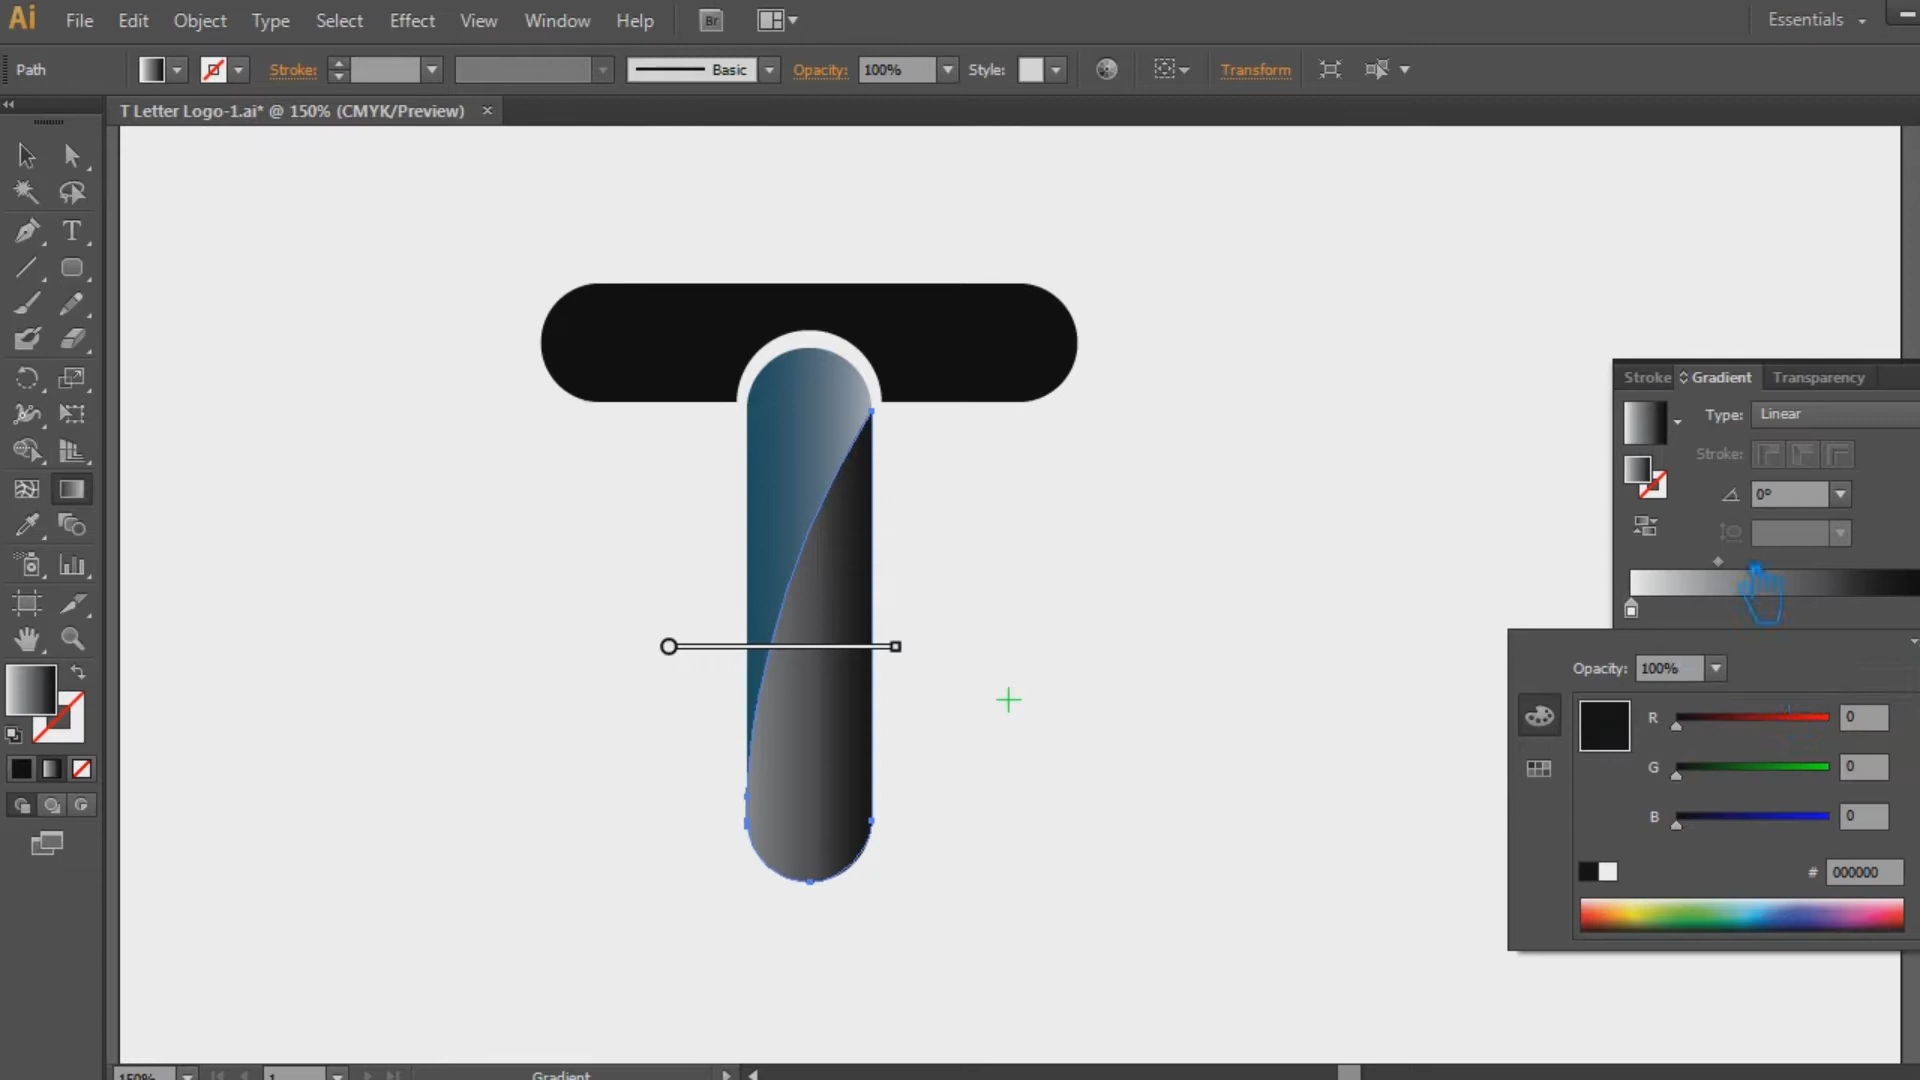 Ai File Edit Object Type Select Effect View Window Help Br Essentials
Path Stroke: Basic Opacity: 100% Style: Transform
T Letter Logo-1.ai* @ 150% (CMYK/Preview) ×
Stroke Gradient Transparency
Type: Linear
Stroke:
0°
Opacity: 100%
R 0
G 0
B 0
# 000000
150% 1 Gradient